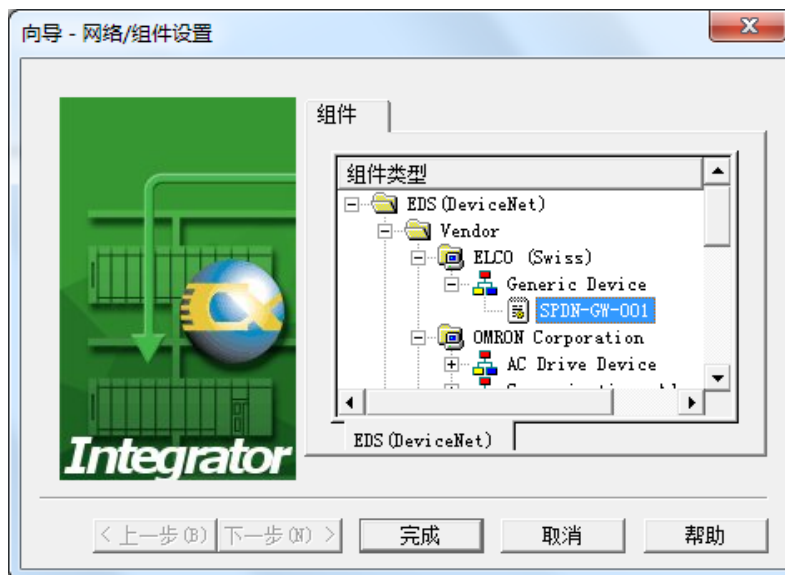 向导 - 网络/组件设置
组件
组件类型
EDS(DeviceNet)
Vendor
ELCO (Swiss)
Generic Device
SPDN-GW-001
OMRON Corporation
AC Drive Device
EDS(DeviceNet)
Integrator
< 上一步(B)
下一步(N) >
完成
取消
帮助